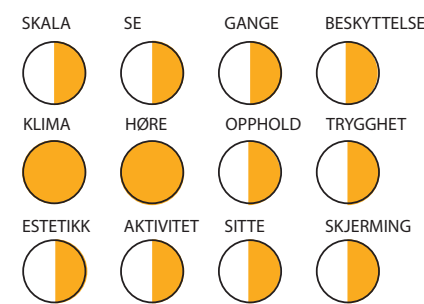 SKALA SE GANGE BESKYTTELSE
KLIMA HØRE OPPHOLD TRYGGHET
ESTETIKK AKTIVITET SITTE SKJERMING